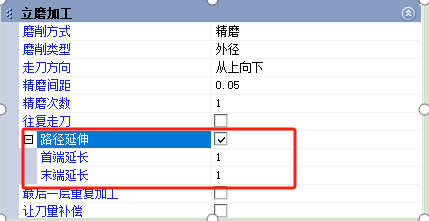 立磨加工
磨削方式 精磨
磨削类型 外径
走刀方向 从上向下
精磨间距 0.05
精磨次数 1
往复走刀
路径延伸
首端延长 1
末端延长 1
最后一层重复加工
让刀量补偿